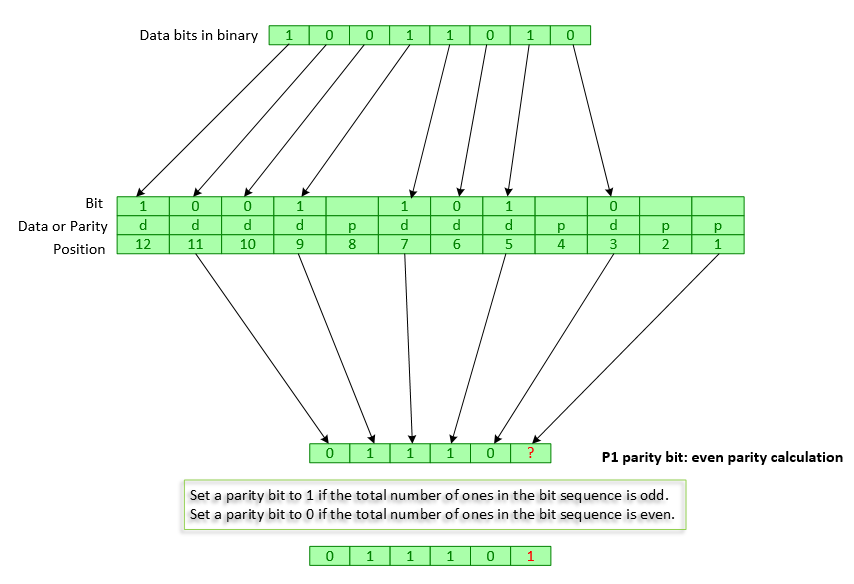 Data bits in binary 1 0 0 1 1 0 1 0
Bit 1 0 0 1 1 0 1 0
Data or Parity d d d d p d d d p d p p
Position 12 11 10 9 8 7 6 5 4 3 2 1
0 1 1 1 0 ?
P1 parity bit: even parity calculation
Set a parity bit to 1 if the total number of ones in the bit sequence is odd.
Set a parity bit to 0 if the total number of ones in the bit sequence is even.
0 1 1 1 0 1